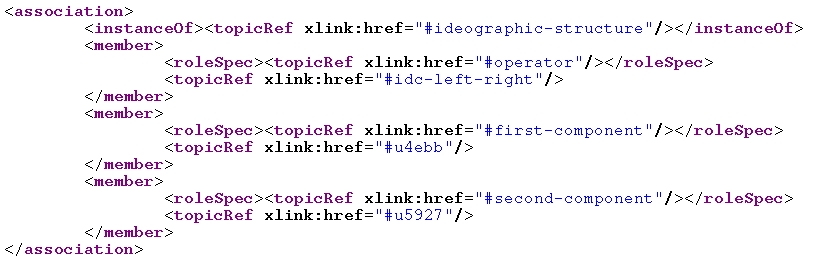 <association>
        <instanceOf><topicRef xlink:href="#ideographic-structure"/></instanceOf>
        <member>
                <roleSpec><topicRef xlink:href="#operator"/></roleSpec>
                <topicRef xlink:href="#idc-left-right"/>
        </member>
        <member>
                <roleSpec><topicRef xlink:href="#first-component"/></roleSpec>
                <topicRef xlink:href="#u4ebb"/>
        </member>
        <member>
                <roleSpec><topicRef xlink:href="#second-component"/></roleSpec>
                <topicRef xlink:href="#u5927"/>
        </member>
</association>